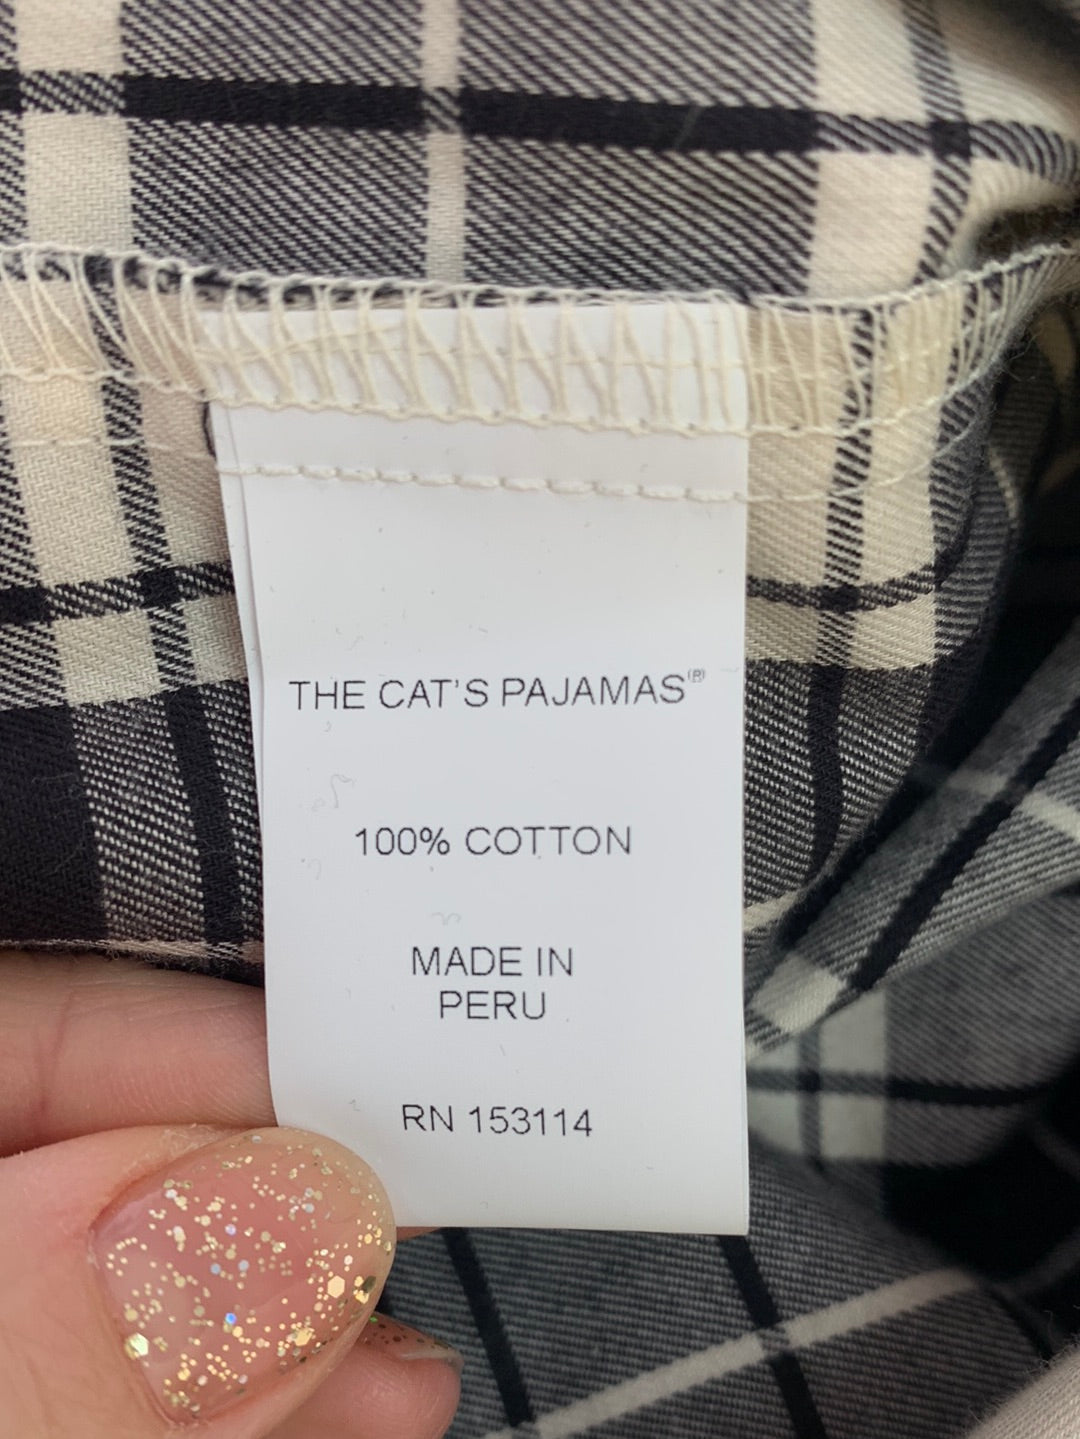 THE CAT'S PAJAMAS®
100% COTTON
MADE IN
PERU
RN 153114